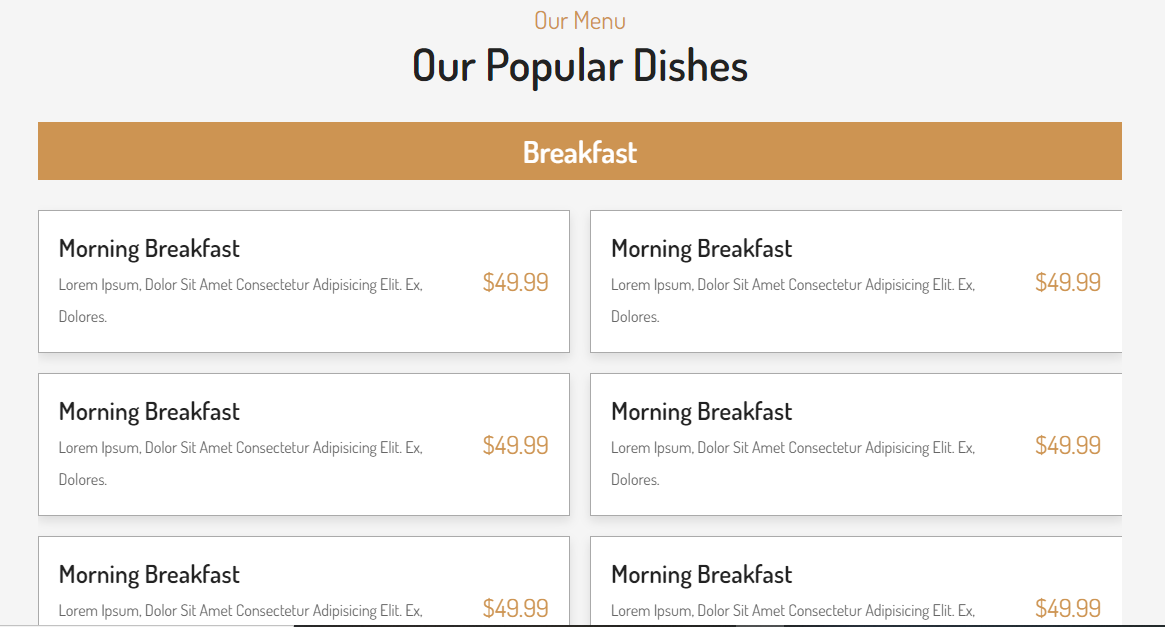 Our Menu
Our Popular Dishes
Breakfast
Morning Breakfast
Lorem Ipsum, Dolor Sit Amet Consectetur Adipisicing Elit. Ex,
Dolores.
$49.99
Morning Breakfast
Lorem Ipsum, Dolor Sit Amet Consectetur Adipisicing Elit. Ex,
Dolores.
$49.99
Morning Breakfast
Lorem Ipsum, Dolor Sit Amet Consectetur Adipisicing Elit. Ex,
Dolores.
$49.99
Morning Breakfast
Lorem Ipsum, Dolor Sit Amet Consectetur Adipisicing Elit. Ex,
Dolores.
$49.99
Morning Breakfast
Lorem Ipsum, Dolor Sit Amet Consectetur Adipisicing Elit. Ex,
$49.99
Morning Breakfast
Lorem Ipsum, Dolor Sit Amet Consectetur Adipisicing Elit. Ex,
$49.99